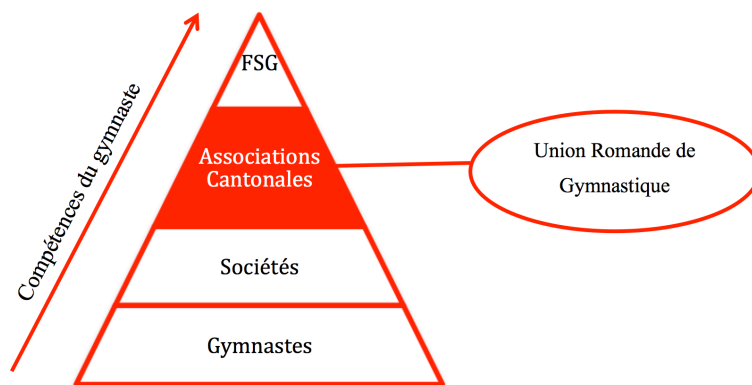 FSG
Associations
Cantonales
Sociétés
Gymnastes
Compétences du gymnaste
Union Romande de
Gymnastique